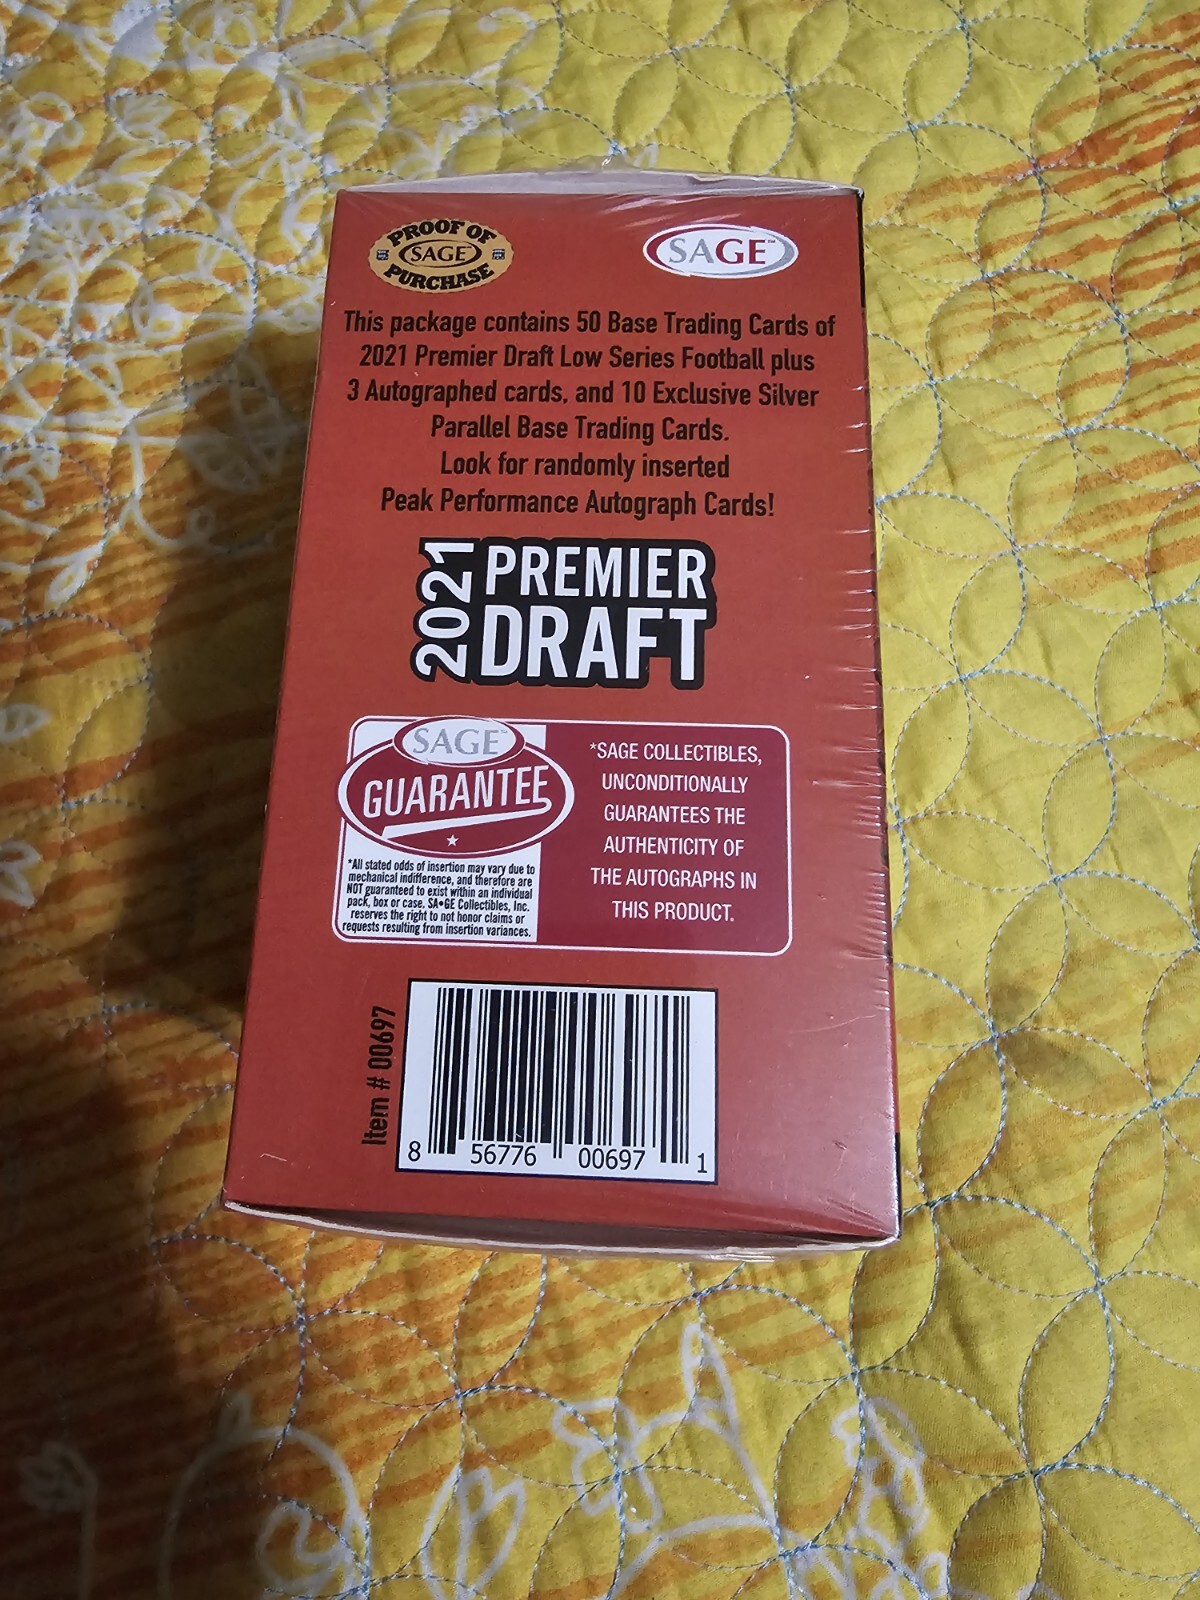 PROOF OF
SAGE
PURCHASE
SAGE™
This package contains 50 Base Trading Cards of
2021 Premier Draft Low Series Football plus
3 Autographed cards, and 10 Exclusive Silver
Parallel Base Trading Cards.
Look for randomly inserted
Peak Performance Autograph Cards!
2021
PREMIER
DRAFT
SAGE™
GUARANTEE
*All stated odds of insertion may vary due to
mechanical indifference, and therefore are
NOT guaranteed to exist within an individual
pack, box or case. SA•GE Collectibles, Inc.
reserves the right to not honor claims or
requests resulting from insertion variances.
*SAGE COLLECTIBLES,
UNCONDITIONALLY
GUARANTEES THE
AUTHENTICITY OF
THE AUTOGRAPHS IN
THIS PRODUCT.
Item # 00697
8 56776 00697 1